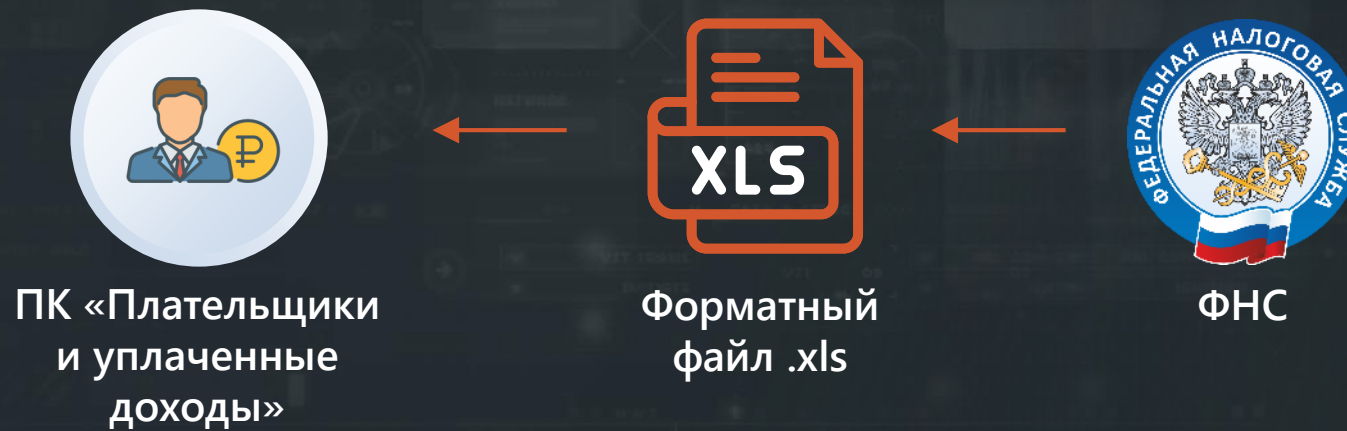 XLS
ФЕДЕРАЛЬНАЯ НАЛОГОВАЯ СЛУЖБА
ПК «Плательщики
и уплаченные
доходы»
Форматный
файл .xls
ФНС